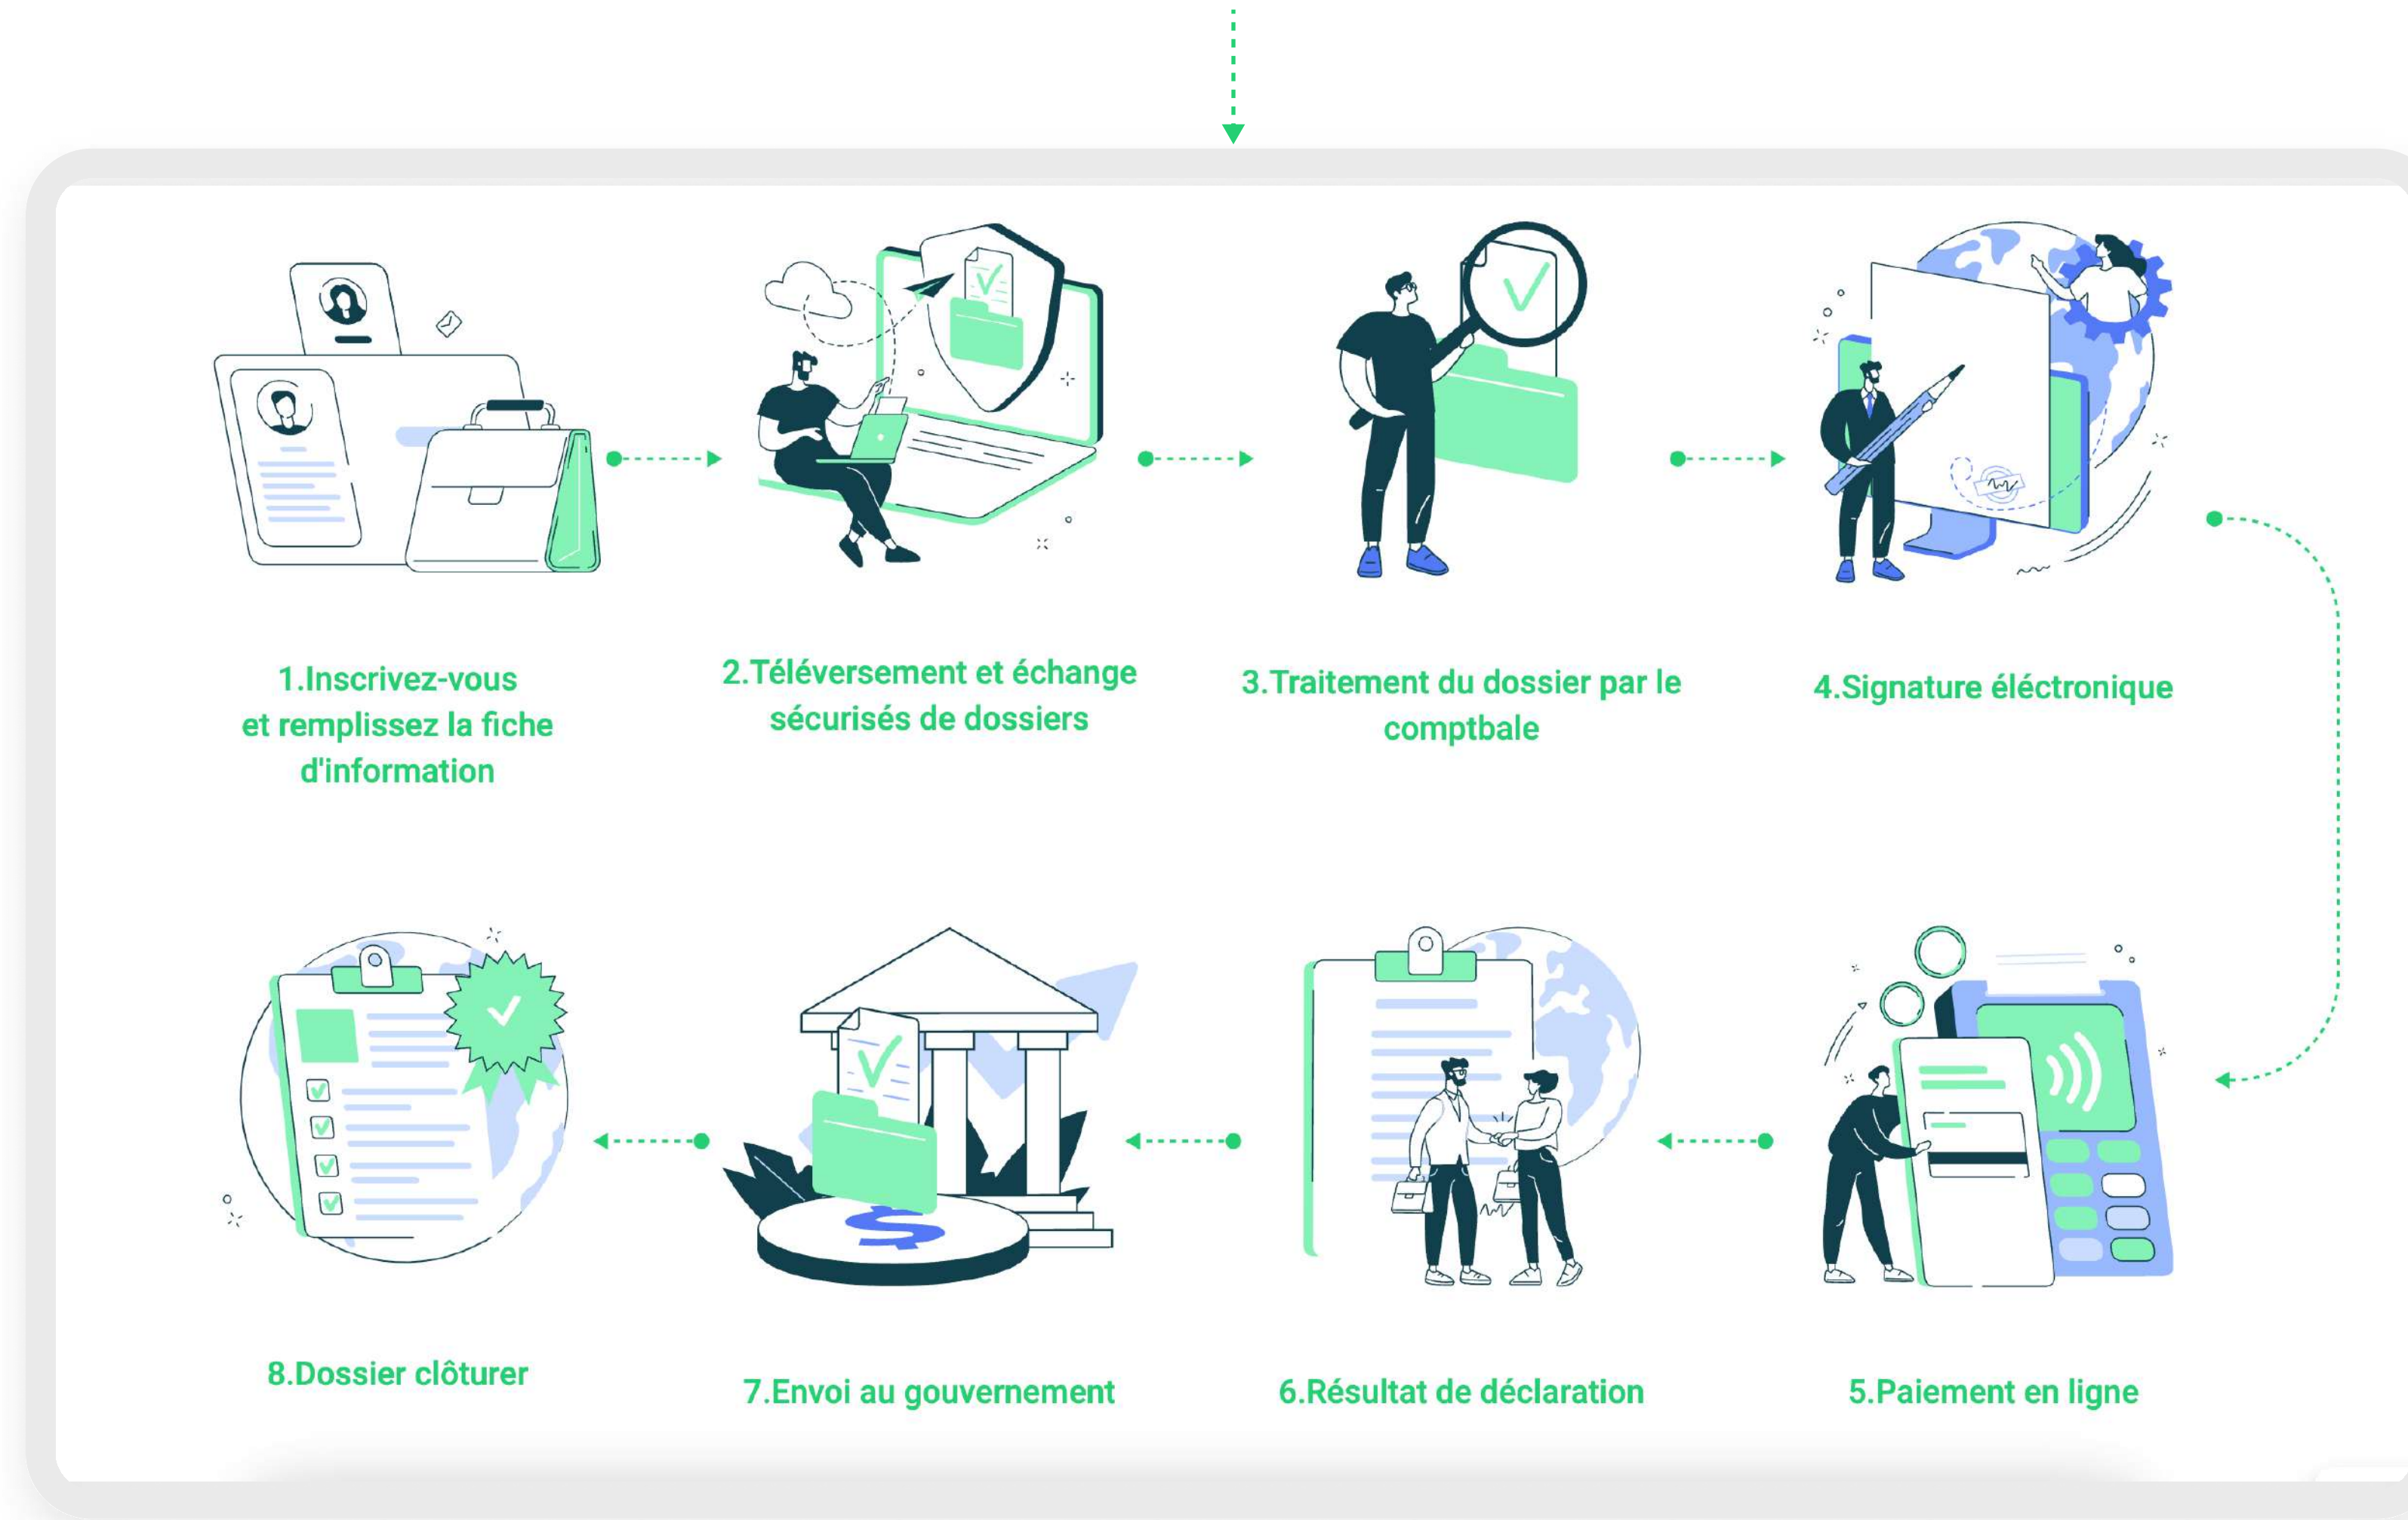 1.Inscrivez-vous
et remplissez la fiche
d'information
2.Téléversement et échange
sécurisés de dossiers
3.Traitement du dossier par le
comptbale
4.Signature éléctronique
5.Paiement en ligne
6.Résultat de déclaration
7.Envoi au gouvernement
8.Dossier clôturer